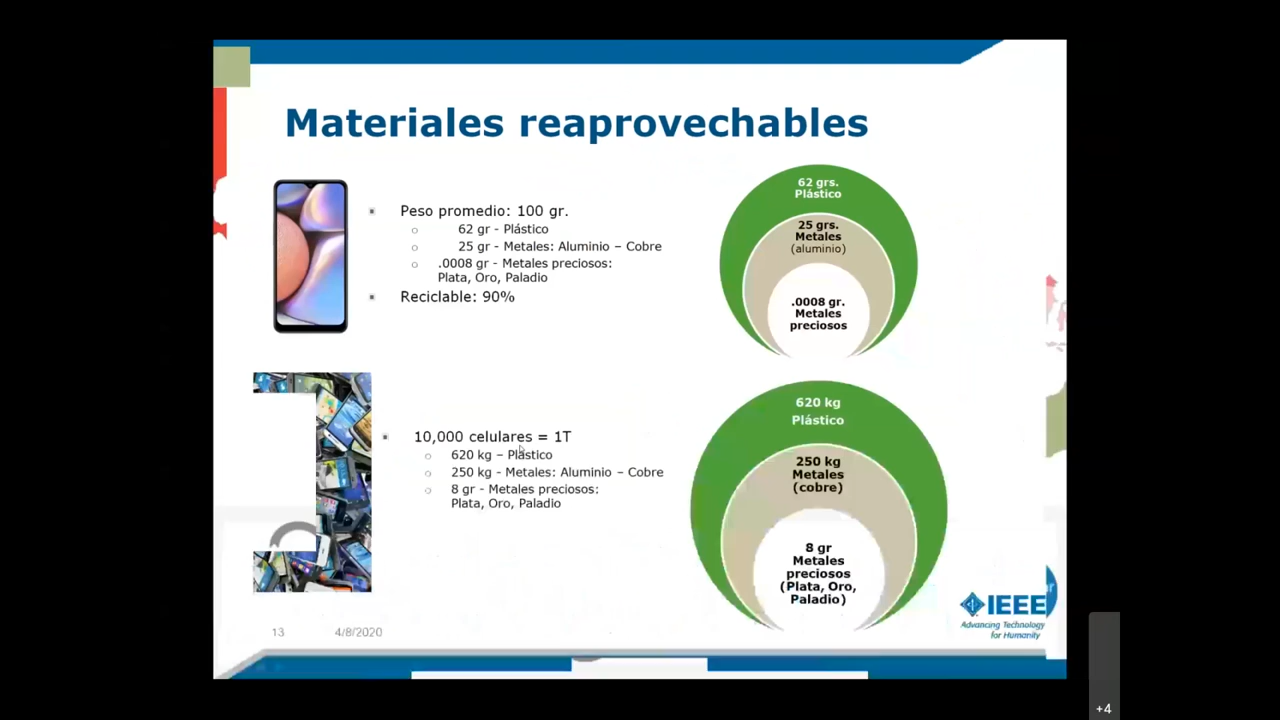 Materiales reaprovechables
Peso promedio: 100 gr.
62 gr - Plástico
25 gr - Metales: Aluminio – Cobre
.0008 gr - Metales preciosos:
Plata, Oro, Paladio
Reciclable: 90%
62 grs.
Plástico
25 grs.
Metales
(aluminio)
.0008 gr.
Metales
preciosos
10,000 celulares = 1T
620 kg – Plástico
250 kg - Metales: Aluminio – Cobre
8 gr - Metales preciosos:
Plata, Oro, Paladio
620 kg
Plástico
250 kg
Metales
(cobre)
8 gr
Metales
preciosos
(Plata, Oro,
Paladio)
IEEE
Advancing Technology
for Humanity
13
4/8/2020
+4